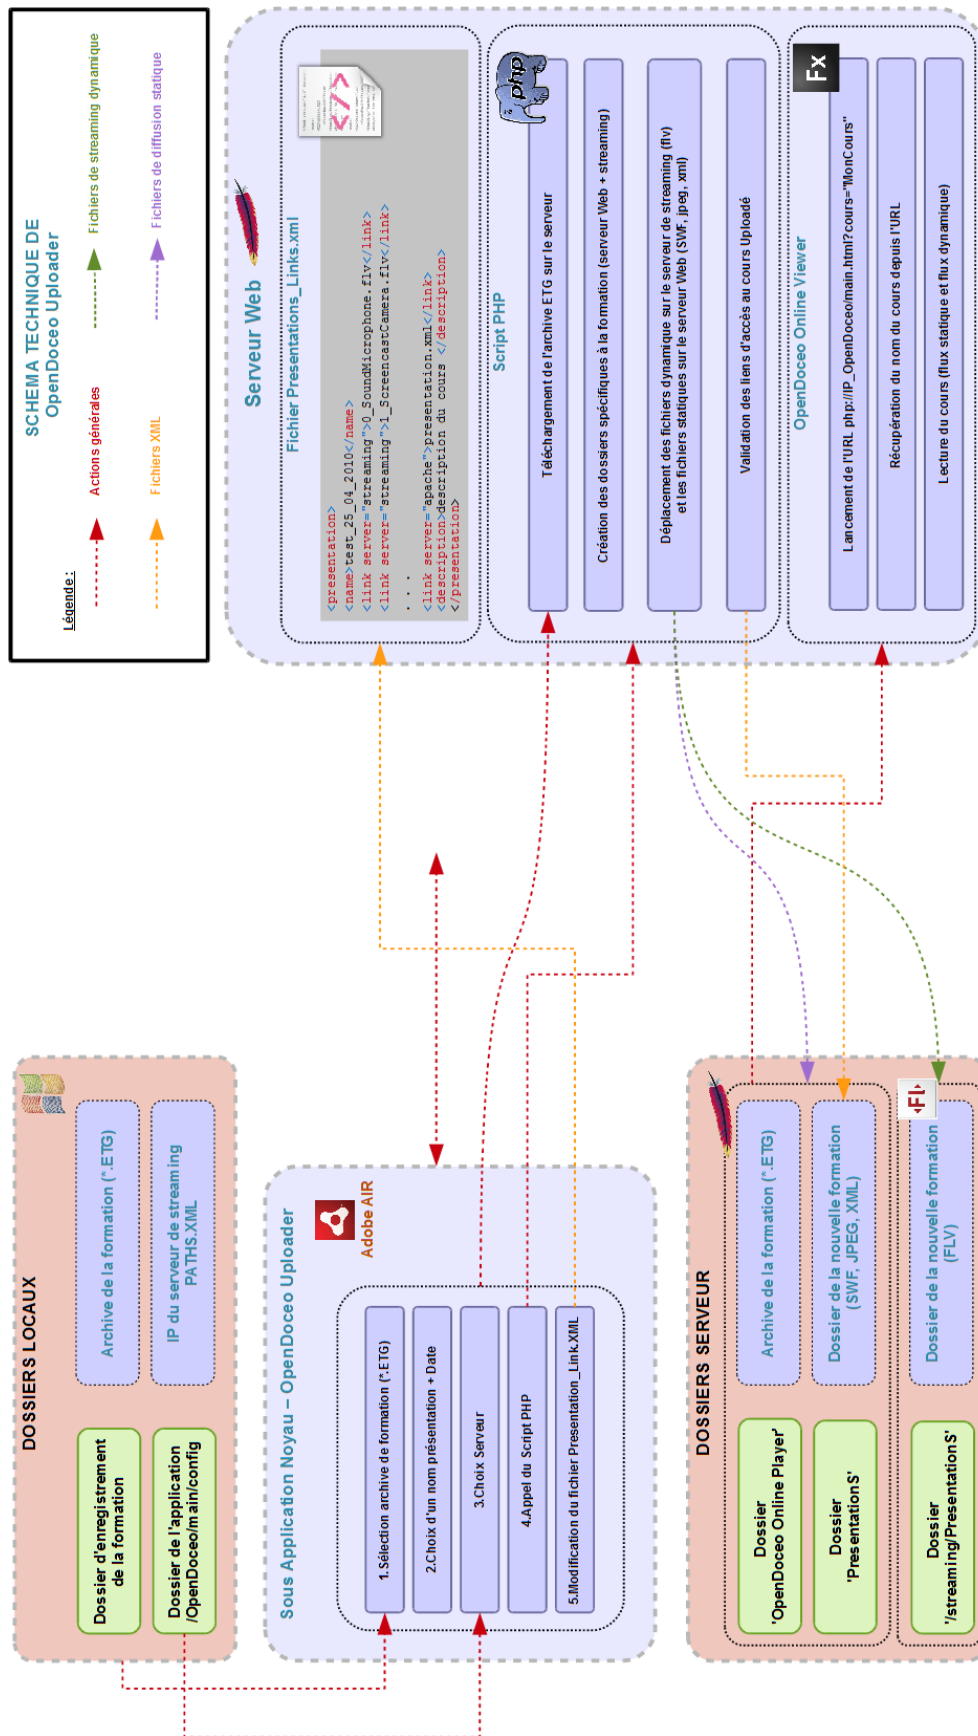 SCHEMA TECHNIQUE DE
OpenDoceo Uploader
Légende :
Actions générales
Fichiers de streaming dynamique
Fichiers XML
Fichiers de diffusion statique
DOSSIERS LOCAUX
Dossier d'enregistrement
de la formation
Archive de la formation (*.ETG)
Dossier de l'application
/OpenDoceo/main/config
IP du serveur de streaming
PATHS.XML
Sous Application Noyau – OpenDoceo Uploader
Adobe AIR
1. Sélection archive de formation (*.ETG)
2.Choix d'un nom présentation + Date
3.Choix Serveur
4.Appel du Script PHP
5.Modification du fichier Presentation_Link.XML
DOSSIERS SERVEUR
Dossier
'OpenDoceo Online Player'
Archive de la formation (*.ETG)
Dossier
'PresentationS'
Dossier de la nouvelle formation
(SWF, JPEG, XML)
Fl
Dossier
'/streaming/PresentationS'
Dossier de la nouvelle formation
(FLV)
Serveur Web
Fichier Presentations_Links.xml
</>
<presentation>
<name>test_25_04_2010</name>
<link server="streaming">0_SoundMicrophone.flv</link>
<link server="streaming">1_ScreencastCamera.flv</link>
. . .
<link server="apache">presentation.xml</link>
<description>description du cours </description>
</presentation>
Script PHP
php
Téléchargement de l'archive ETG sur le serveur
Création des dossiers spécifiques à la formation (serveur Web + streaming)
Déplacement des fichiers dynamique sur le serveur de streaming (flv)
et les fichiers statiques sur le serveur Web (SWF, jpeg, xml)
Validation des liens d'accès au cours Uploadé
OpenDoceo Online Viewer
Fx
Lancement de l'URL php://IP_OpenDoceo/main.html?cours="MonCours"
Récupération du nom du cours depuis l'URL
Lecture du cours (flux statique et flux dynamique)